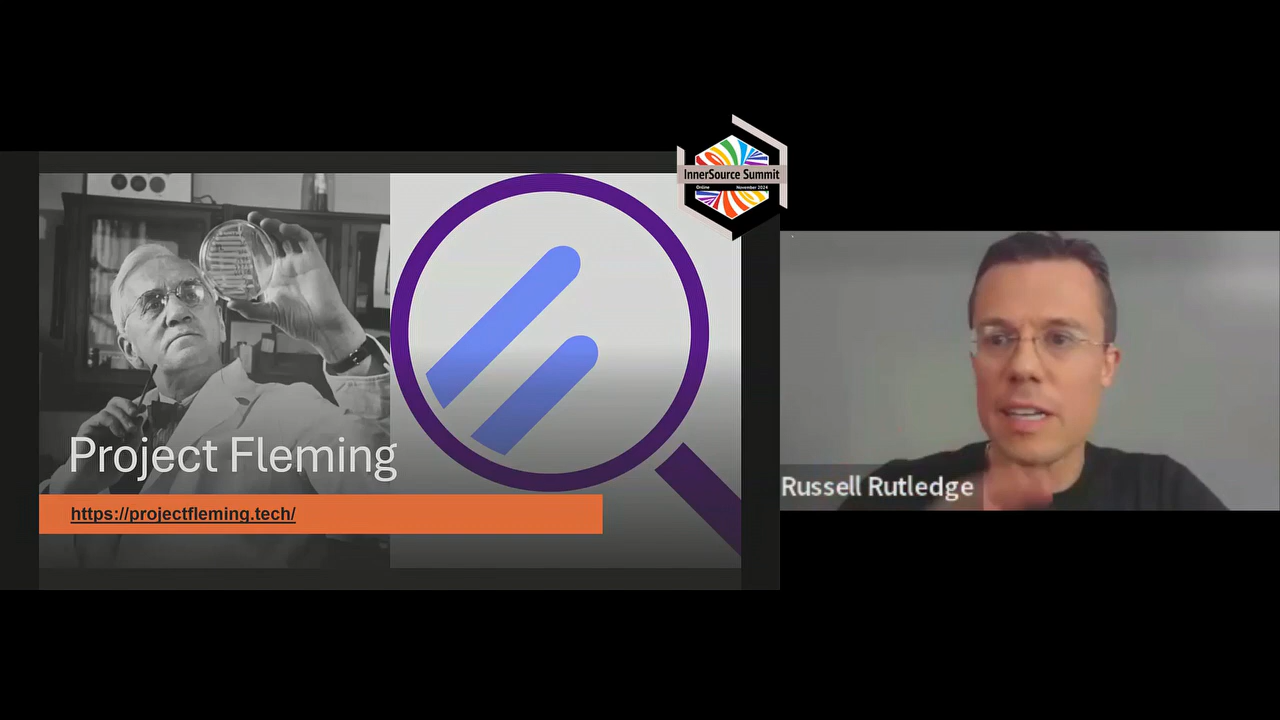 InnerSource Summit
Online November 2024
Project Fleming
https://projectfleming.tech/
Russell Rutledge